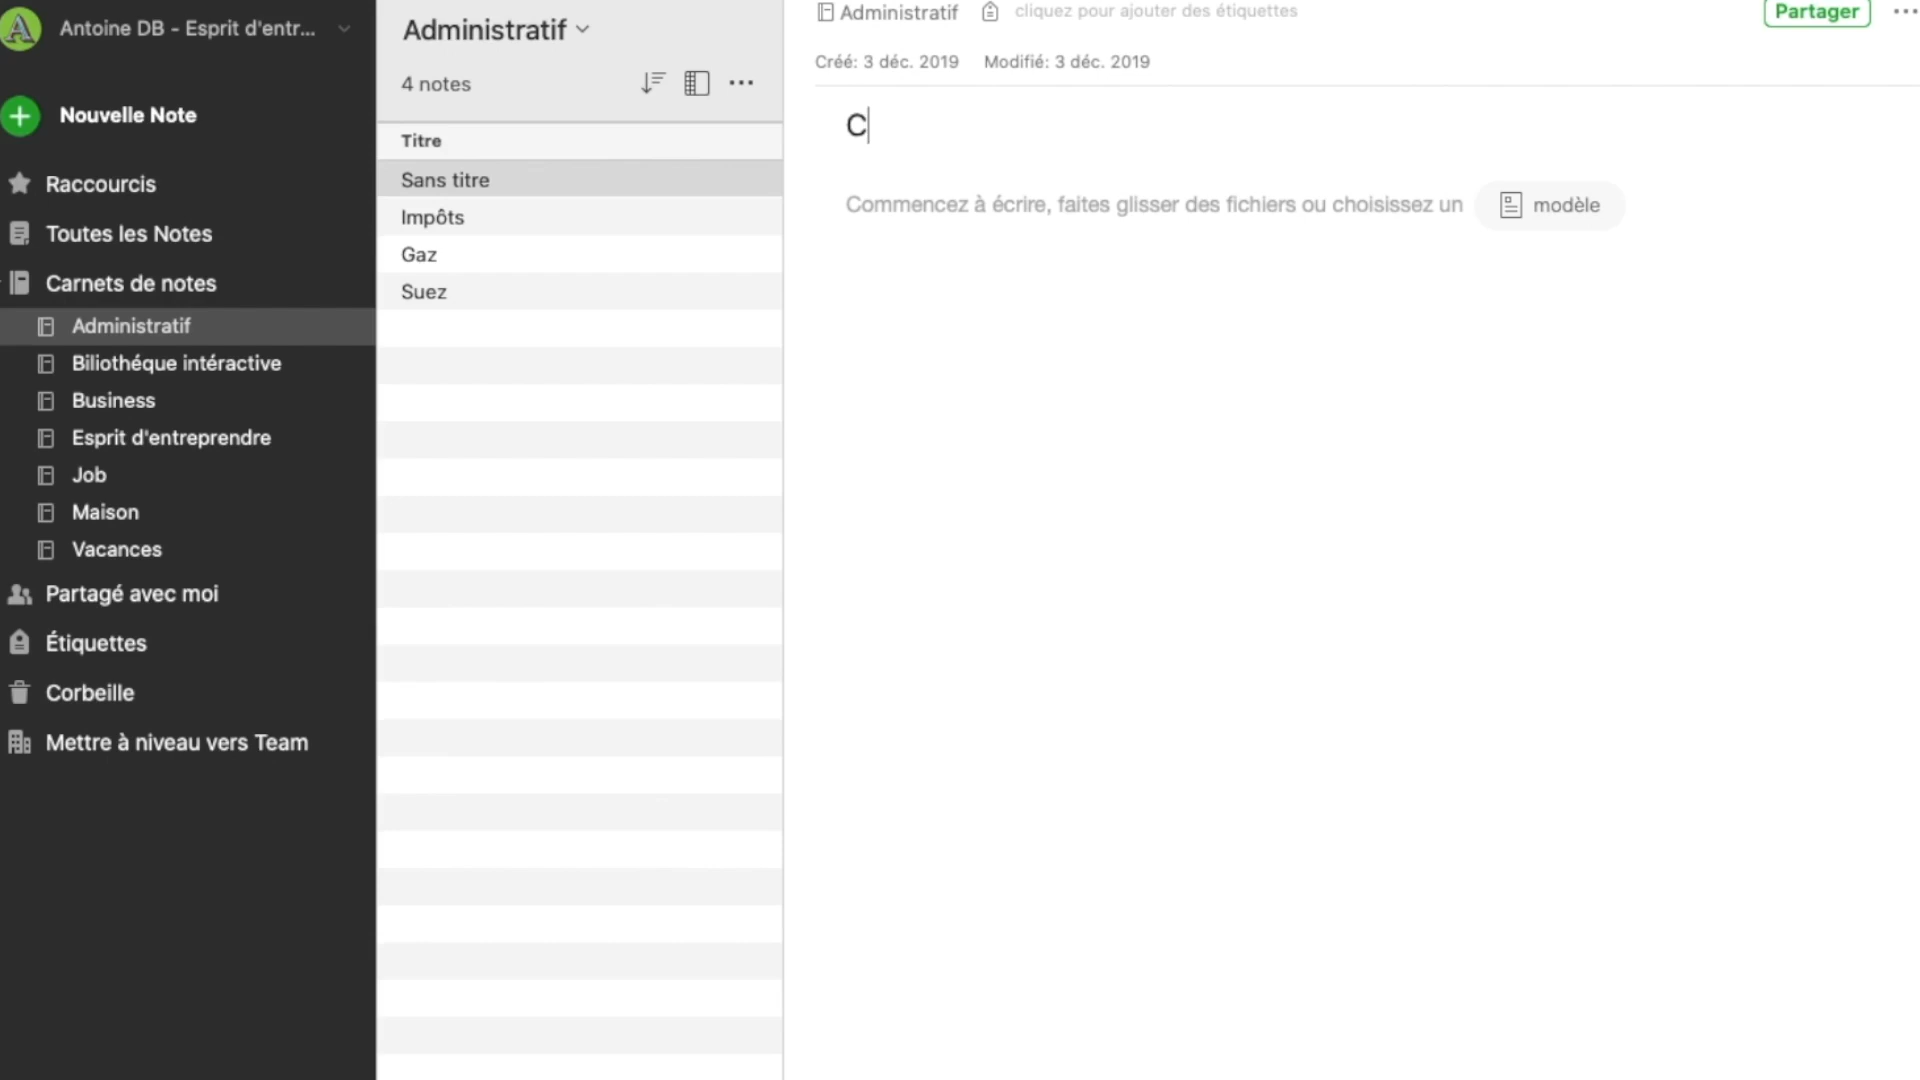 Antoine DB - Esprit d'entr...
Nouvelle Note
Raccourcis
Toutes les Notes
Carnets de notes
Administratif
Biliothéque intéractive
Business
Esprit d'entreprendre
Job
Maison
Vacances
Partagé avec moi
Étiquettes
Corbeille
Mettre à niveau vers Team
Administratif
4 notes
Titre
Sans titre
Impôts
Gaz
Suez
Administratif cliquez pour ajouter des étiquettes Partager
Créé: 3 déc. 2019 Modifié: 3 déc. 2019
C
Commencez à écrire, faites glisser des fichiers ou choisissez un modèle